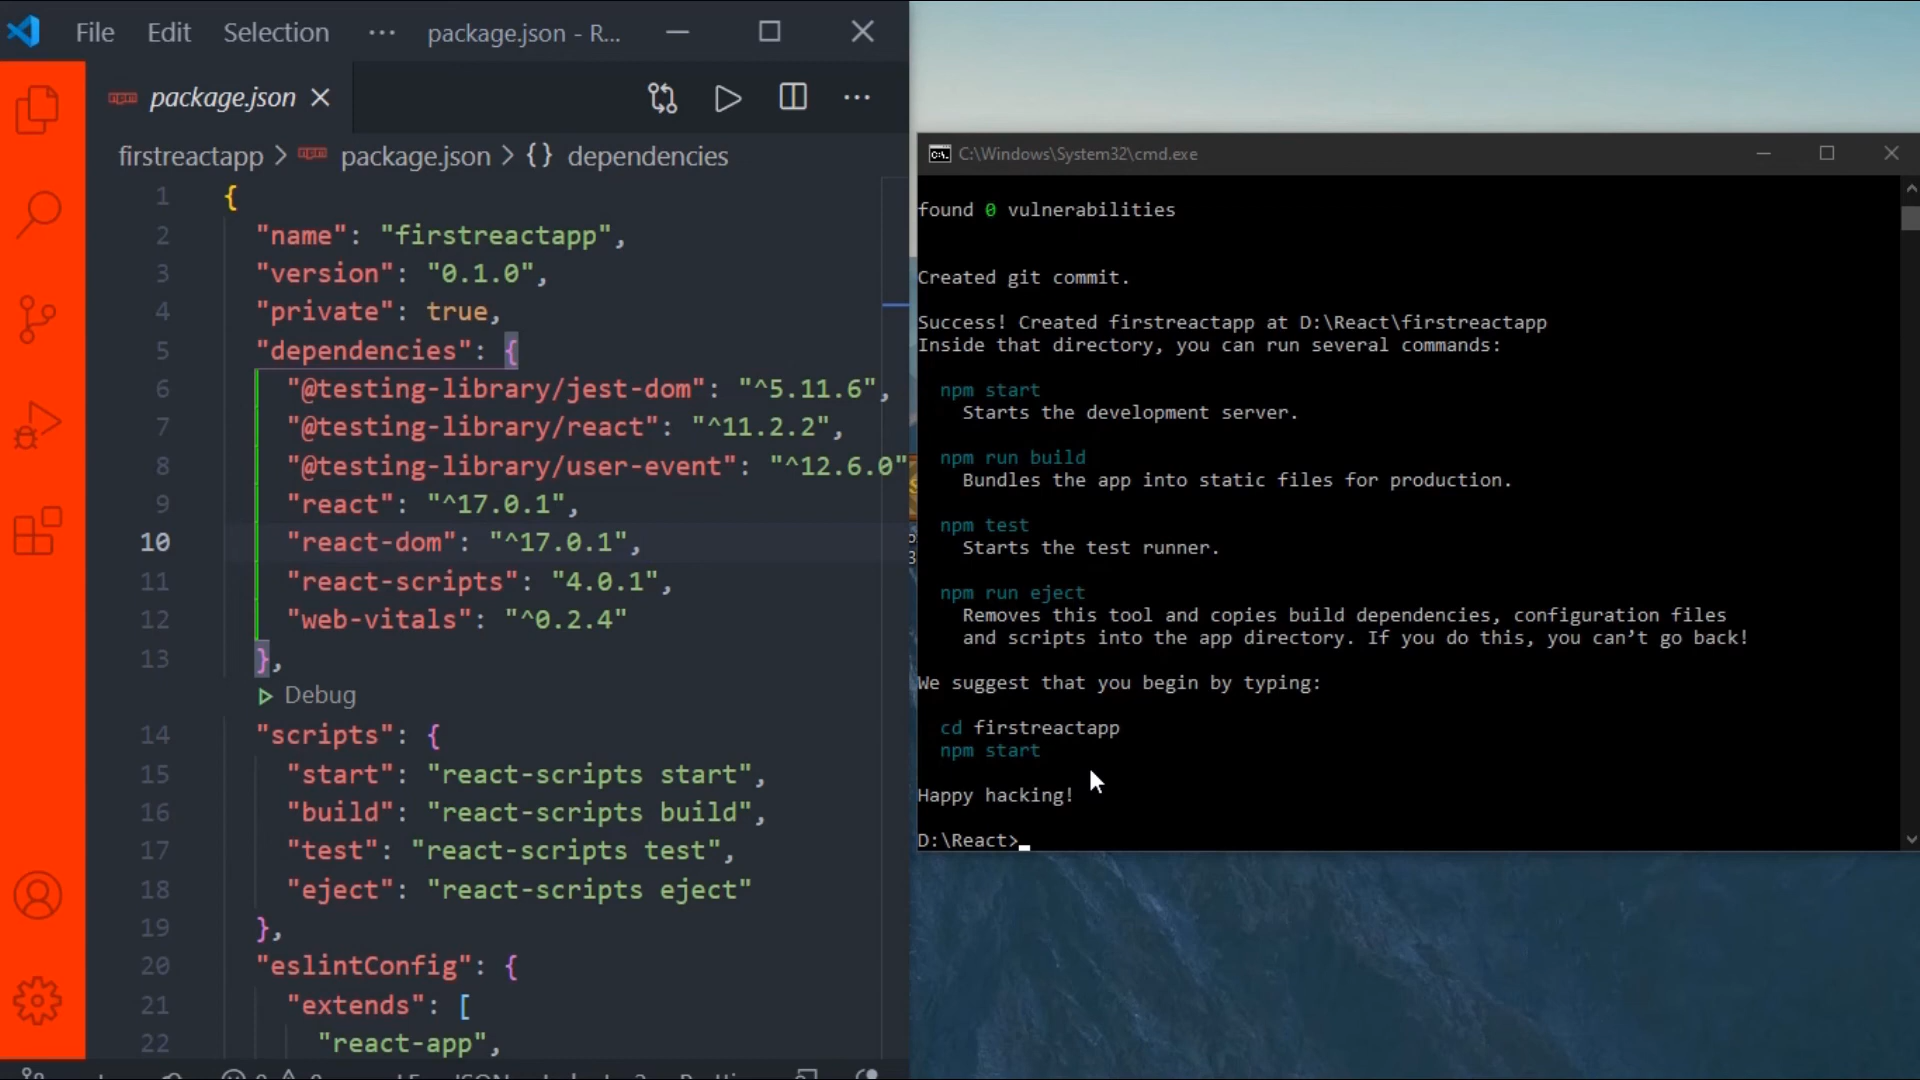 File Edit Selection ··· package.json - R...
package.json
firstreactapp > package.json > {} dependencies
1 {
2 "name": "firstreactapp",
3 "version": "0.1.0",
4 "private": true,
5 "dependencies": {
6 "@testing-library/jest-dom": "^5.11.6",
7 "@testing-library/react": "^11.2.2",
8 "@testing-library/user-event": "^12.6.0"
9 "react": "^17.0.1",
10 "react-dom": "^17.0.1",
11 "react-scripts": "4.0.1",
12 "web-vitals": "^0.2.4"
13 },
Debug
14 "scripts": {
15 "start": "react-scripts start",
16 "build": "react-scripts build",
17 "test": "react-scripts test",
18 "eject": "react-scripts eject"
19 },
20 "eslintConfig": {
21 "extends": [
22 "react-app",
C:\Windows\System32\cmd.exe
found 0 vulnerabilities
Created git commit.
Success! Created firstreactapp at D:\React\firstreactapp
Inside that directory, you can run several commands:
npm start
Starts the development server.
npm run build
Bundles the app into static files for production.
npm test
Starts the test runner.
npm run eject
Removes this tool and copies build dependencies, configuration files
and scripts into the app directory. If you do this, you can’t go back!
We suggest that you begin by typing:
cd firstreactapp
npm start
Happy hacking!
D:\React>